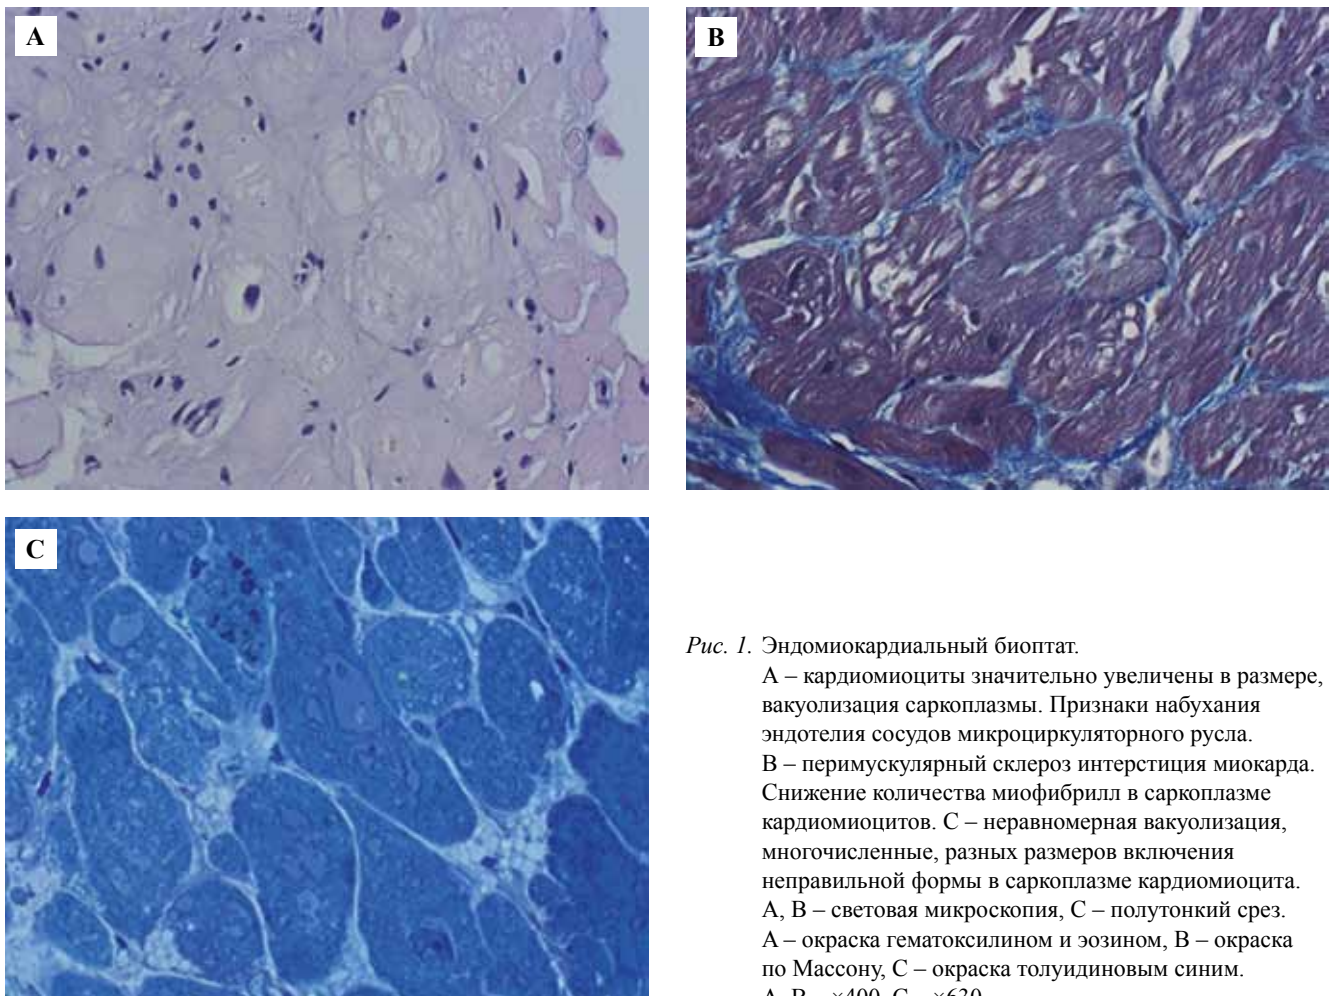 A
B
C
Рис. 1. Эндомиокардиальный биоптат.
А – кардиомиоциты значительно увеличены в размере,
вакуолизация саркоплазмы. Признаки набухания
эндотелия сосудов микроциркуляторного русла.
В – перимускулярный склероз интерстиция миокарда.
Снижение количества миофибрилл в саркоплазме
кардиомиоцитов. С – неравномерная вакуолизация,
многочисленные, разных размеров включения
неправильной формы в саркоплазме кардиомиоцита.
А, В – световая микроскопия, С – полутонкий срез.
А – окраска гематоксилином и эозином, В – окраска
по Массону, С – окраска толуидиновым синим.
А, В – ×400, С – ×630